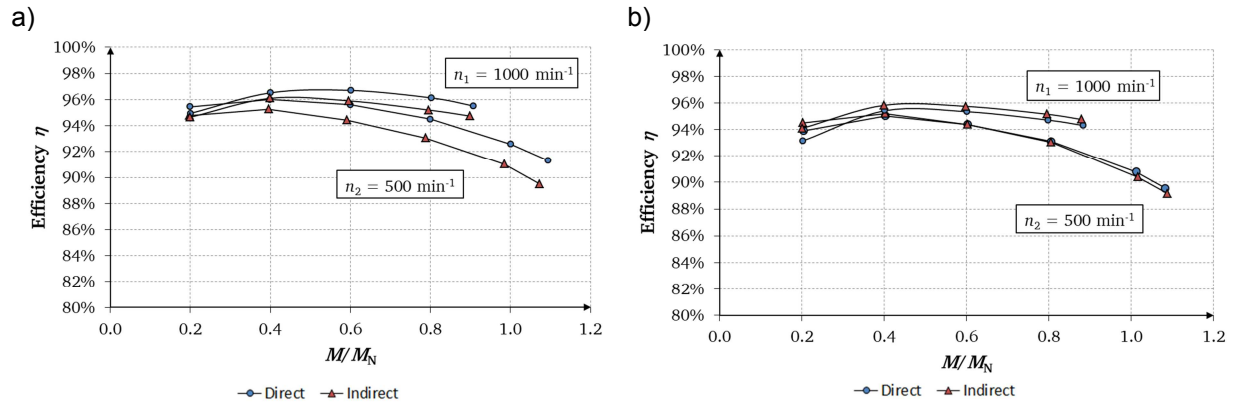 a)
100%
98%
96%
94%
92%
90%
88%
86%
84%
82%
80%
Efficiency η
n₁ = 1000 min⁻¹
n₂ = 500 min⁻¹
0.0 0.2 0.4 0.6 0.8 1.0 1.2
M/M_N
Direct Indirect
b)
100%
98%
96%
94%
92%
90%
88%
86%
84%
82%
80%
Efficiency η
n₁ = 1000 min⁻¹
n₂ = 500 min⁻¹
0.0 0.2 0.4 0.6 0.8 1.0 1.2
M/M_N
Direct Indirect